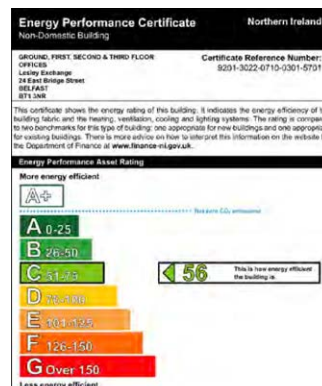 Energy Performance Certificate
Northern Ireland
Non-Domestic Building
GROUND, FIRST, SECOND & THIRD FLOOR
OFFICES
Lesley Exchange
24 East Bridge Street
BELFAST
BT1 3NR
Certificate Reference Number:
9201-3022-0710-0301-5701
This certificate shows the energy rating of this building. It indicates the energy efficiency of t
building fabric and the heating, ventilation, cooling and lighting systems. The rating is compar
to two benchmarks for this type of building: one appropriate for new buildings and one appropria
for existing buildings. There is more advice on how to interpret this information on the website
the Department of Finance at www.finance-ni.gov.uk.
Energy Performance Asset Rating
More energy efficient
A+
Net zero CO₂ emissions
A 0-25
B 26-50
C 51-75
56
This is how energy efficient
the building is.
D 76-100
E 101-125
F 126-150
G Over 150
Less energy efficient